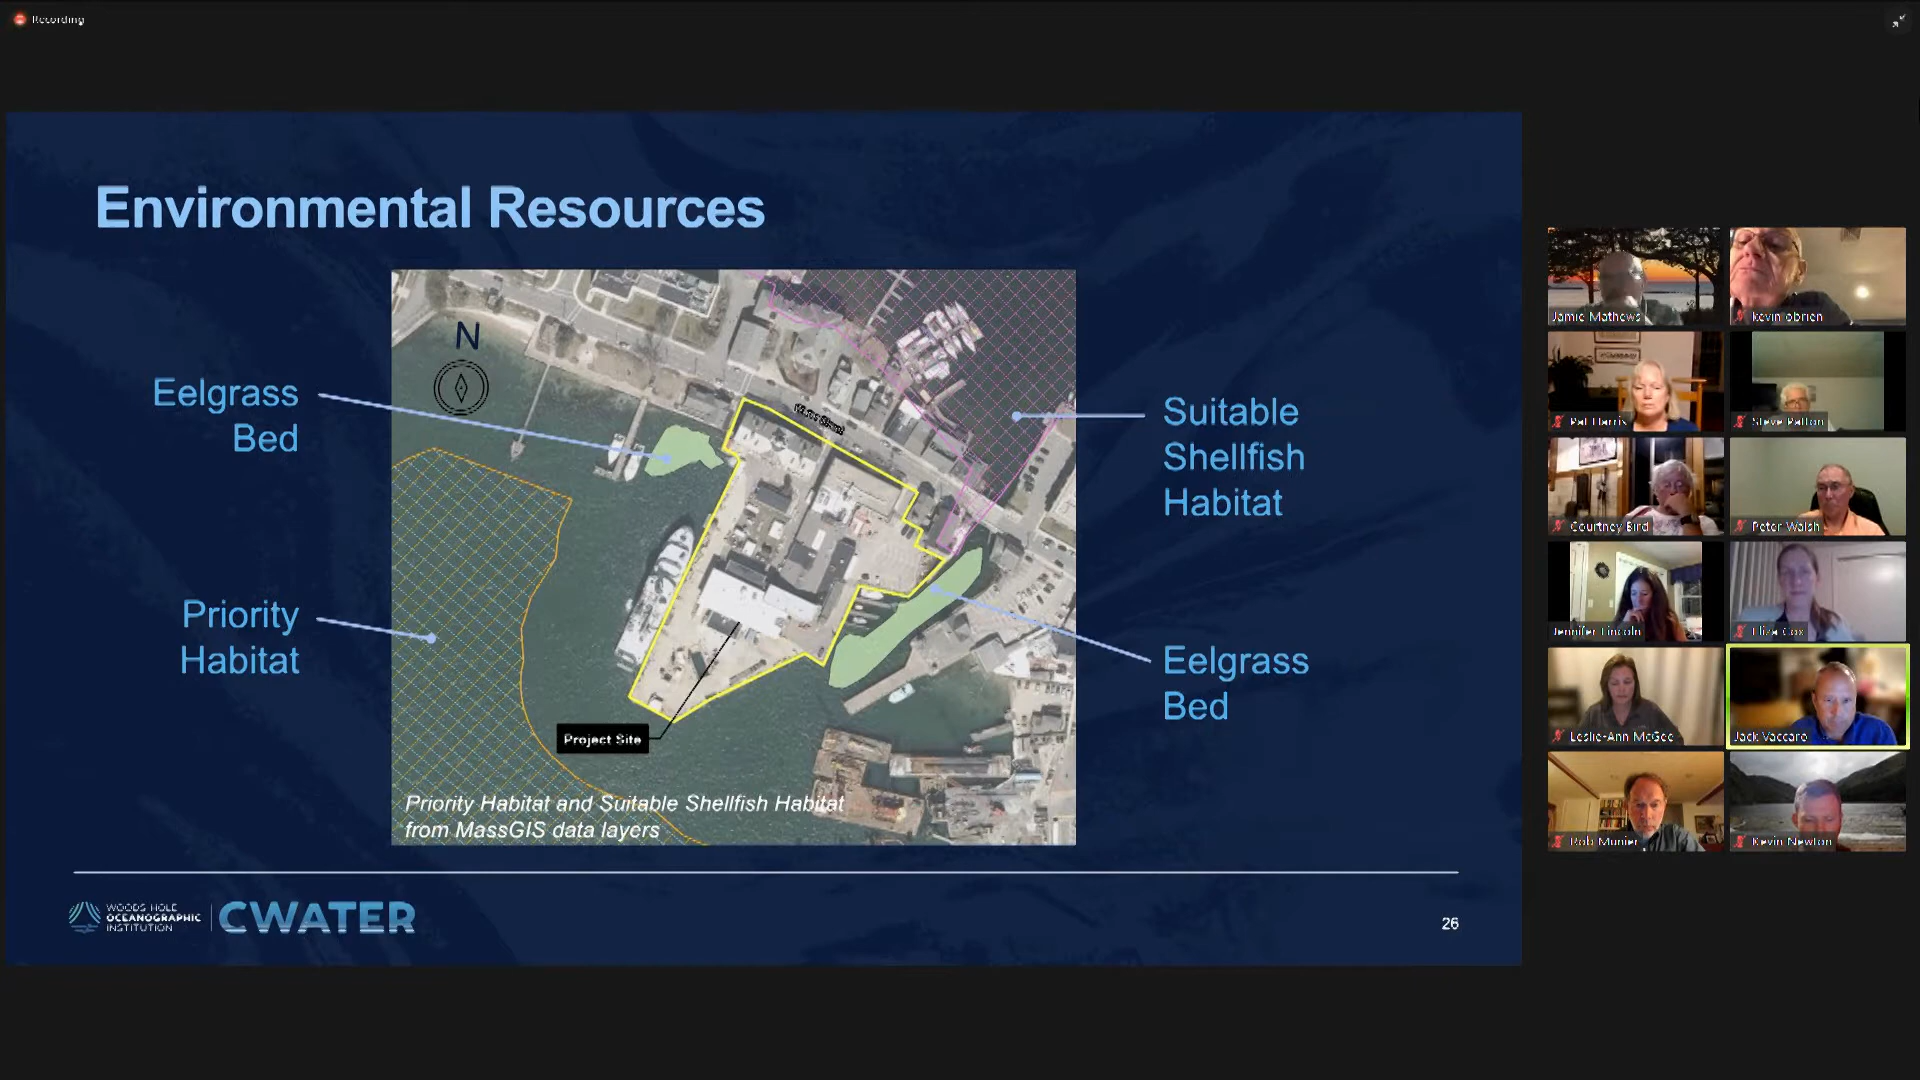 Recording
Environmental Resources
N
Water Street
Eelgrass
Bed
Suitable
Shellfish
Habitat
Priority
Habitat
Eelgrass
Bed
Project Site
Priority Habitat and Suitable Shellfish Habitat
from MassGIS data layers
WOODS HOLE
OCEANOGRAPHIC
INSTITUTION
CWATER
26
Jamie Mathews
kevin obrien
Pat Harris
Steve Patton
Courtney Bird
Peter Walsh
Jennifer Lincoln
Eliza Cox
Leslie-Ann McGee
Jack Vaccaro
Rob Munier
Kevin Newton